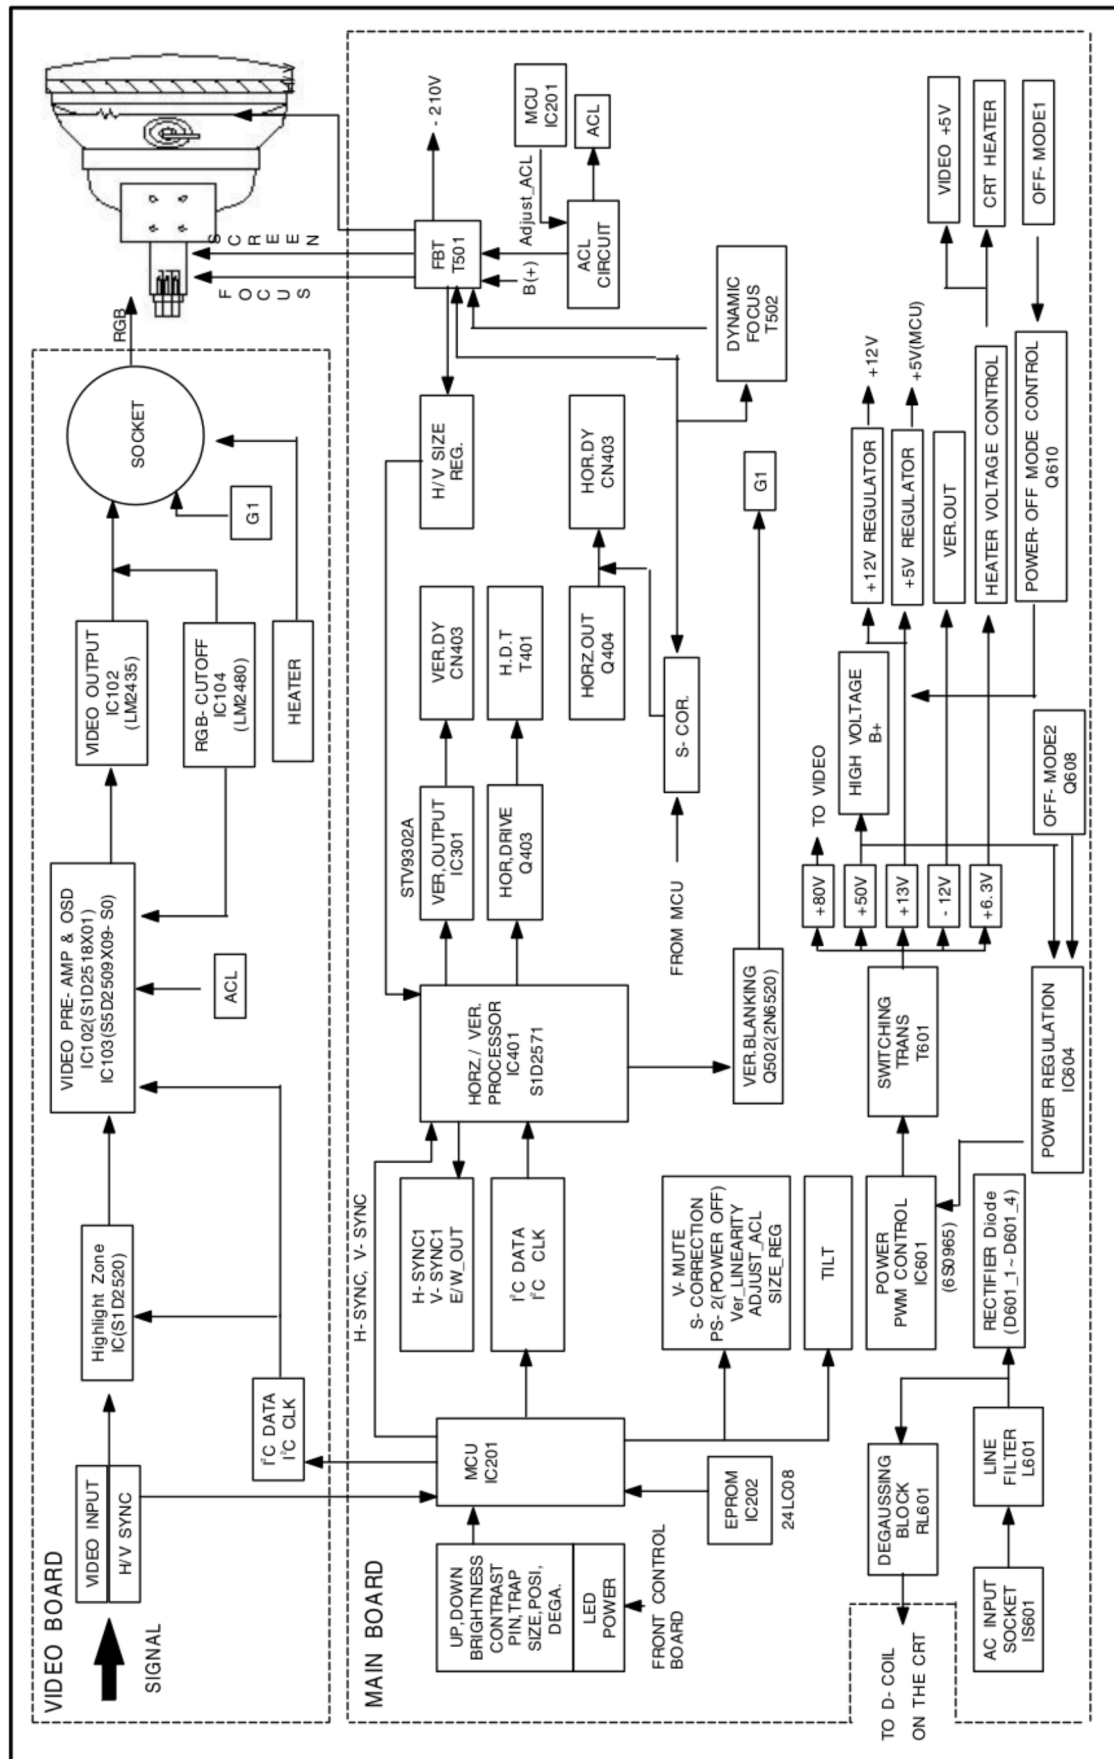 VIDEO BOARD
SIGNAL
VIDEO INPUT
H/V SYNC
Highlight Zone
IC(S1D2520)
I²C DATA
I²C CLK
VIDEO PRE- AMP & OSD
IC102(S1D2518X01)
IC103(S5D2509X09- S0)
ACL
VIDEO OUTPUT
IC102
(LM2435)
RGB- CUTOFF
IC104
(LM2480)
HEATER
SOCKET
G1
RGB
FOCUS
SCREEN
MAIN BOARD
UP,DOWN
BRIGHTNESS
CONTRAST
PIN,TRAP
SIZE,POSI,
DEGA.
LED
POWER
FRONT CONTROL
BOARD
MCU
IC201
EPROM
IC202
24LC08
H- SYNC, V- SYNC
H- SYNC1
V- SYNC1
E/W_OUT
I²C DATA
I²C CLK
V- MUTE
S- CORRECTION
PS- 2(POWER OFF)
Ver_LINEARITY
ADJUST_ACL
SIZE_REG
TILT
HORZ./ VER.
PROCESSOR
IC401
S1D2571
STV9302A
VER,OUTPUT
IC301
HOR,DRIVE
Q403
VER.DY
CN403
H.D.T
T401
H/V SIZE
REG.
HORZ.OUT
Q404
HOR.DY
CN403
FROM MCU
S- COR.
VER.BLANKING
Q502(2N6520)
G1
DYNAMIC
FOCUS
T502
FBT
T501
- 210V
B(+)
Adjust_ACL
MCU
IC201
ACL
CIRCUIT
ACL
TO D- COIL
ON THE CRT
AC INPUT
SOCKET
IS601
DEGAUSSING
BLOCK
RL601
LINE
FILTER
L601
RECTIFIER Diode
(D601_1~D601_4)
POWER
PWM CONTROL
IC601
(6S0965)
SWITCHING
TRANS
T601
POWER REGULATION
IC604
+80V
+50V
+13V
- 12V
+6.3V
TO VIDEO
HIGH VOLTAGE
B+
OFF- MODE2
Q608
+12V REGULATOR
+5V REGULATOR
VER.OUT
HEATER VOLTAGE CONTROL
POWER- OFF MODE CONTROL
Q610
+12V
+5V(MCU)
VIDEO +5V
CRT HEATER
OFF- MODE1